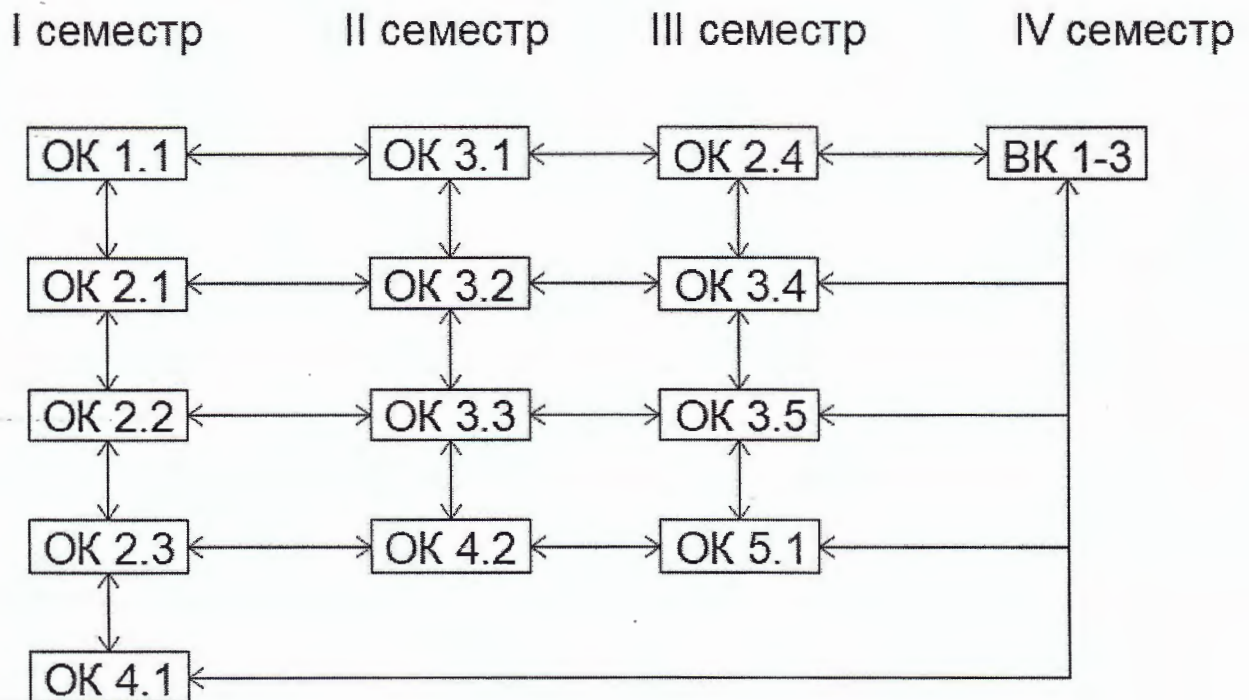 I семестр II семестр III семестр IV семестр
ОК 1.1 ОК 3.1 ОК 2.4 ВК 1-3
ОК 2.1 ОК 3.2 ОК 3.4
ОК 2.2 ОК 3.3 ОК 3.5
ОК 2.3 ОК 4.2 ОК 5.1
ОК 4.1